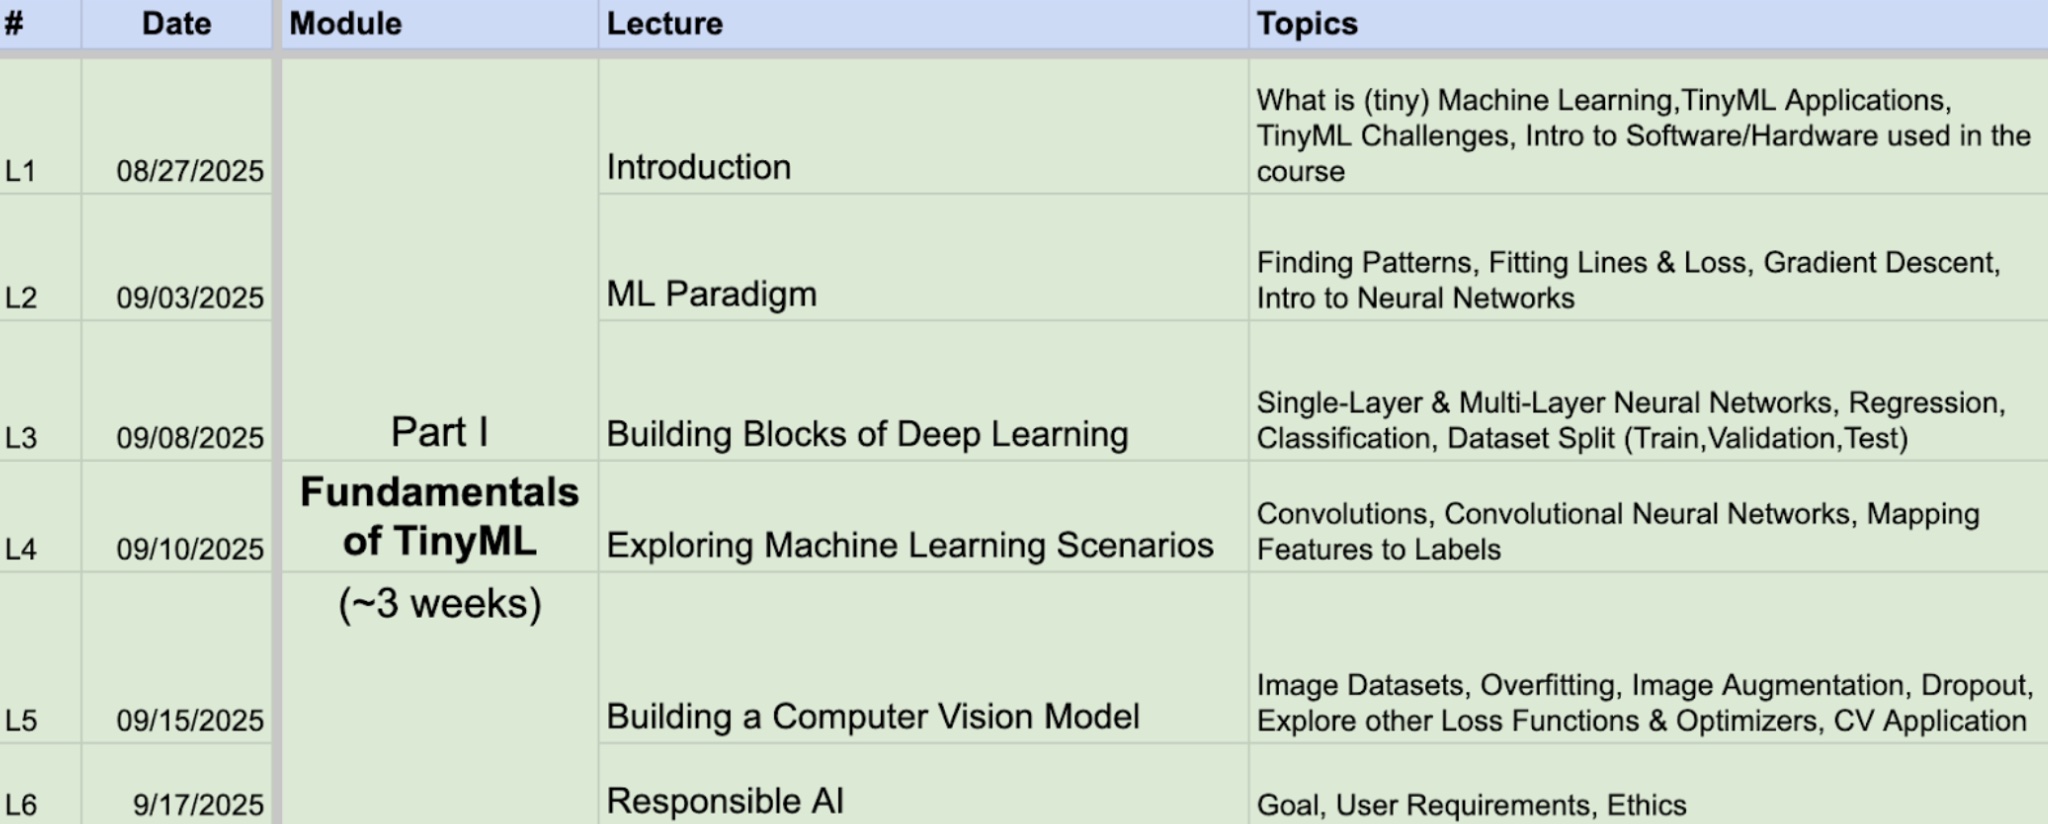 # Date Module Lecture Topics
What is (tiny) Machine Learning,TinyML Applications,
TinyML Challenges, Intro to Software/Hardware used in the
L1 08/27/2025 Introduction course
Finding Patterns, Fitting Lines & Loss, Gradient Descent,
L2 09/03/2025 ML Paradigm Intro to Neural Networks
Single-Layer & Multi-Layer Neural Networks, Regression,
L3 09/08/2025 Part I Building Blocks of Deep Learning Classification, Dataset Split (Train,Validation,Test)
Fundamentals
of TinyML
Convolutions, Convolutional Neural Networks, Mapping
L4 09/10/2025 Exploring Machine Learning Scenarios Features to Labels
(~3 weeks)
Image Datasets, Overfitting, Image Augmentation, Dropout,
L5 09/15/2025 Building a Computer Vision Model Explore other Loss Functions & Optimizers, CV Application
L6 9/17/2025 Responsible AI Goal, User Requirements, Ethics